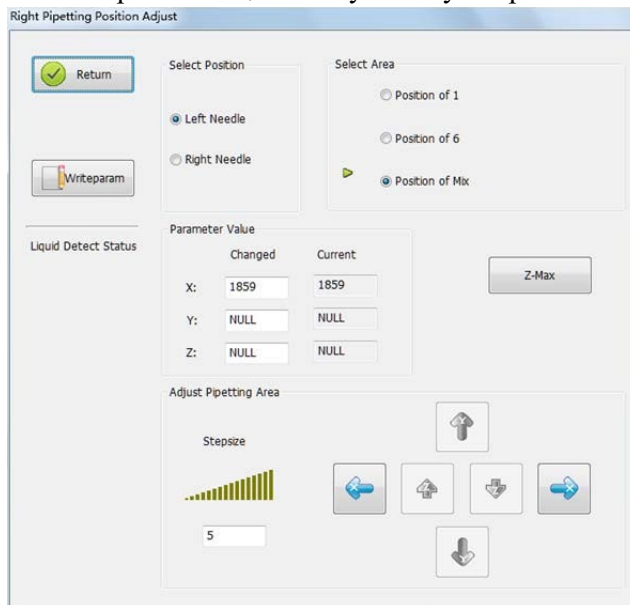 Right Pipetting Position Adjust
Return
Writeparam
Liquid Detect Status
Select Position
Left Needle
Right Needle
Select Area
Position of 1
Position of 6
Position of Mix
Parameter Value
Changed Current
X: 1859 1859
Y: NULL NULL
Z: NULL NULL
Z-Max
Adjust Pipetting Area
Stepsize
5